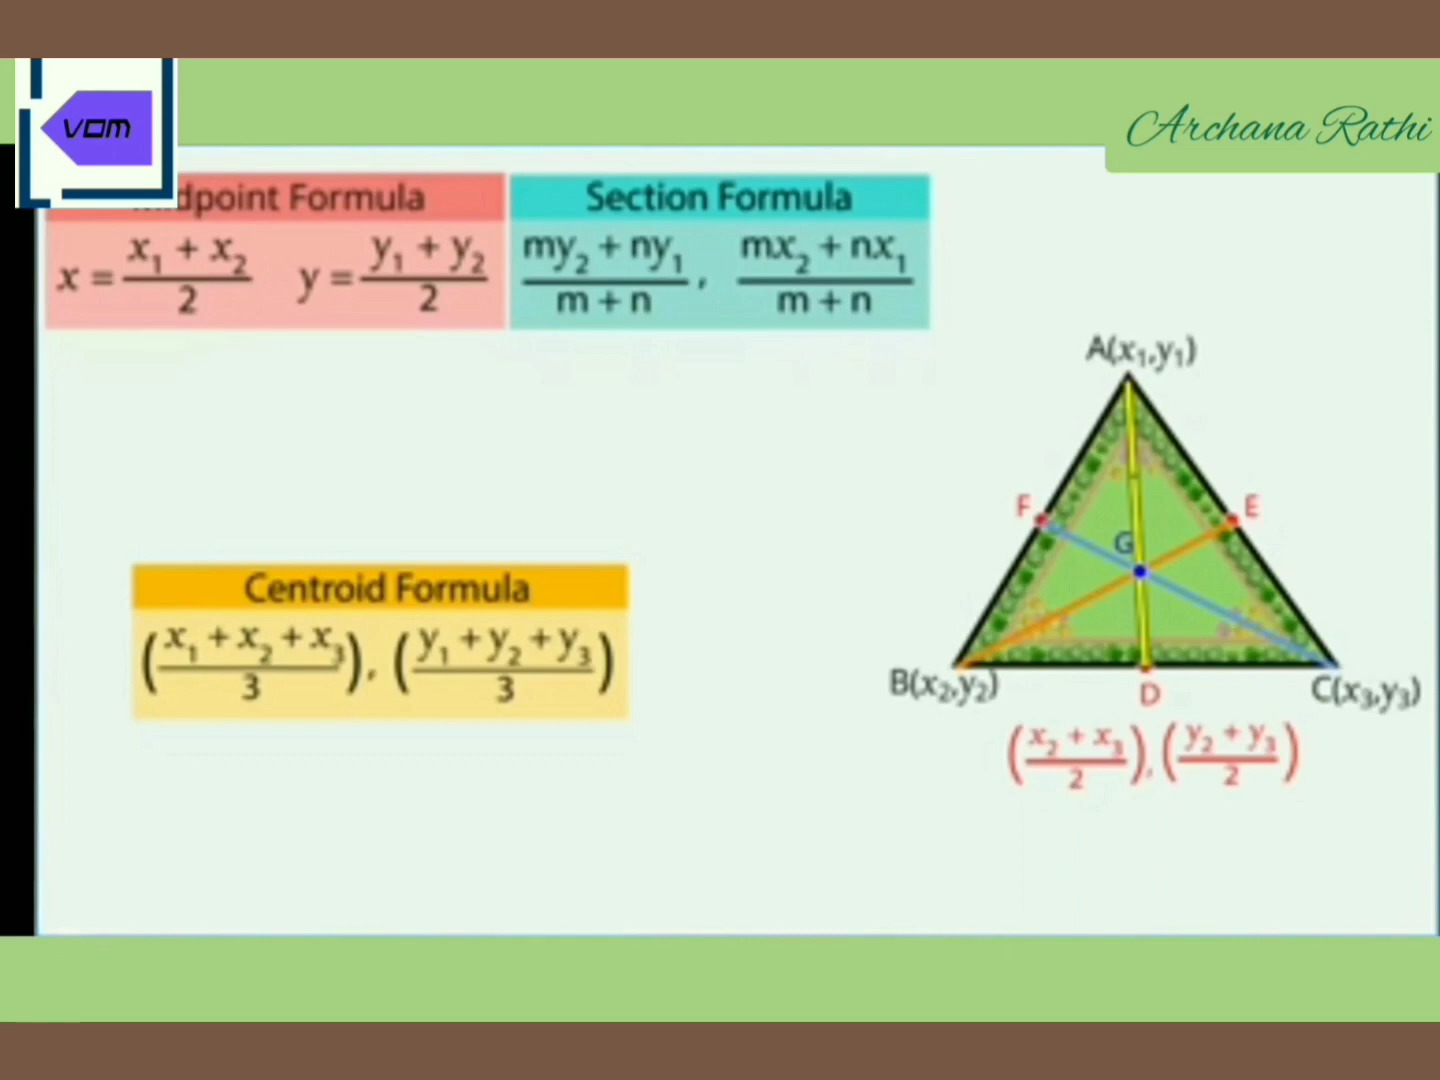 VOM
Archana Rathi
dpoint Formula
x = (x₁ + x₂)/2 y = (y₁ + y₂)/2
Section Formula
(my₂ + ny₁)/(m + n), (mx₂ + nx₁)/(m + n)
A(x₁,y₁)
F
E
G
B(x₂,y₂)
D
C(x₃,y₃)
((x₂ + x₃)/2), ((y₂ + y₃)/2)
Centroid Formula
((x₁ + x₂ + x₃)/3), ((y₁ + y₂ + y₃)/3)